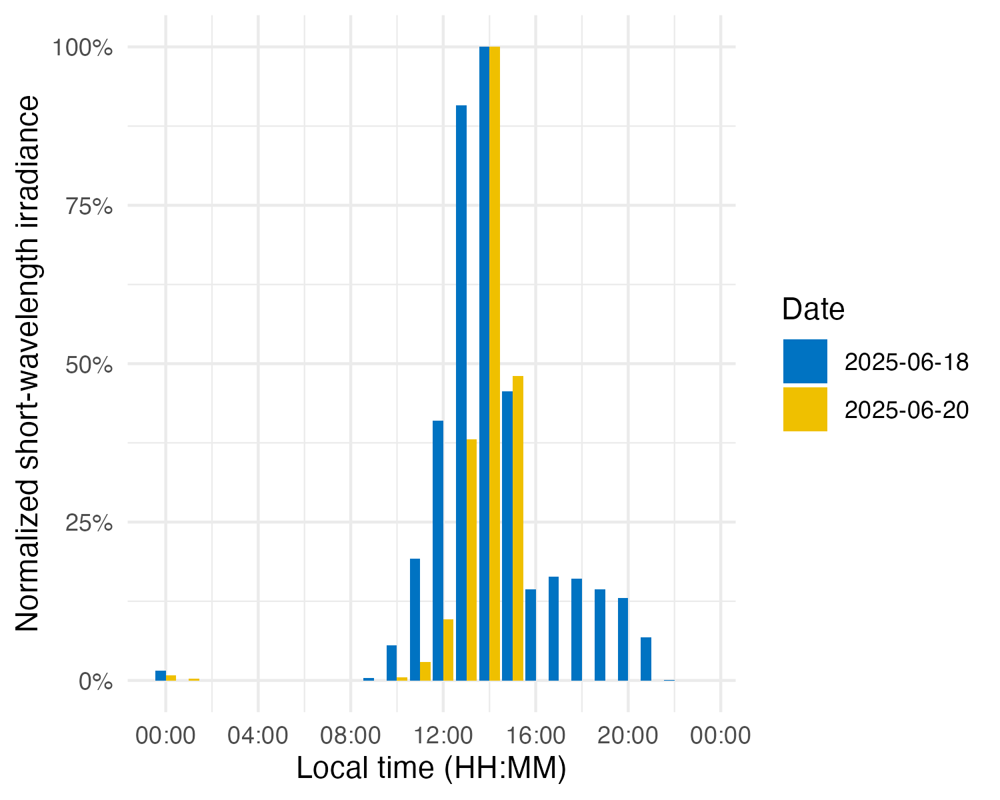 100%
75%
50%
25%
0%
Normalized short-wavelength irradiance
00:00 04:00 08:00 12:00 16:00 20:00 00:00
Local time (HH:MM)
Date
2025-06-18
2025-06-20